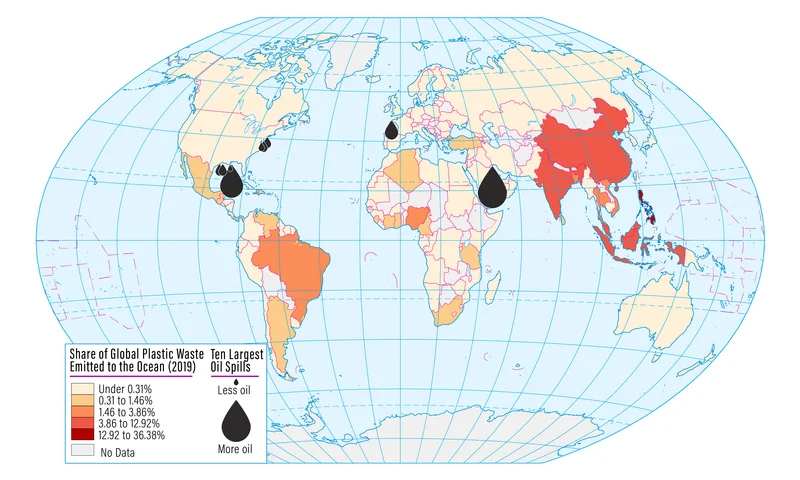 Share of Global Plastic Waste
Emitted to the Ocean (2019)
Under 0.31%
0.31 to 1.46%
1.46 to 3.86%
3.86 to 12.92%
12.92 to 36.38%
No Data
Ten Largest
Oil Spills
Less oil
More oil